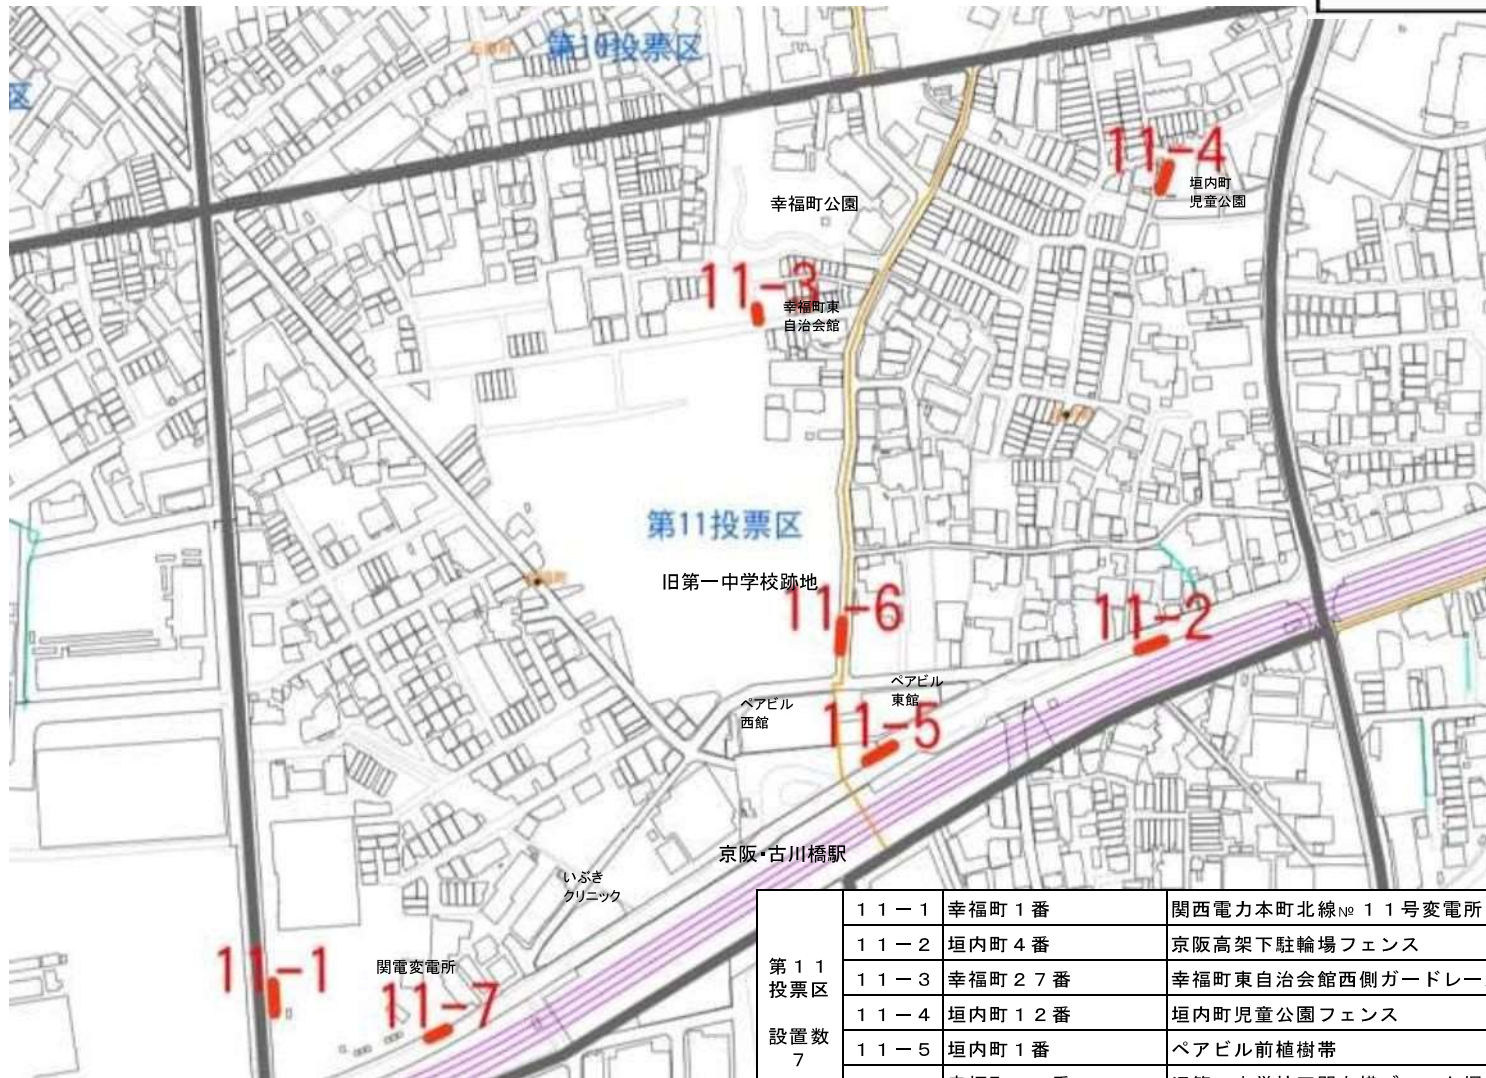 第10投票区
区
11-4
垣内町
児童公園
幸福町公園
11-3
幸福町東
自治会館
第11投票区
旧第一中学校跡地
11-6
11-2
ペアビル
東館
ペアビル
西館
11-5
京阪・古川橋駅
いぶき
クリニック
関電変電所
11-1
11-7
第11
投票区
設置数
7
11－1 幸福町1番 関西電力本町北線№11号変電所
11－2 垣内町4番 京阪高架下駐輪場フェンス
11－3 幸福町27番 幸福町東自治会館西側ガードレー
11－4 垣内町12番 垣内町児童公園フェンス
11－5 垣内町1番 ペアビル前植樹帯